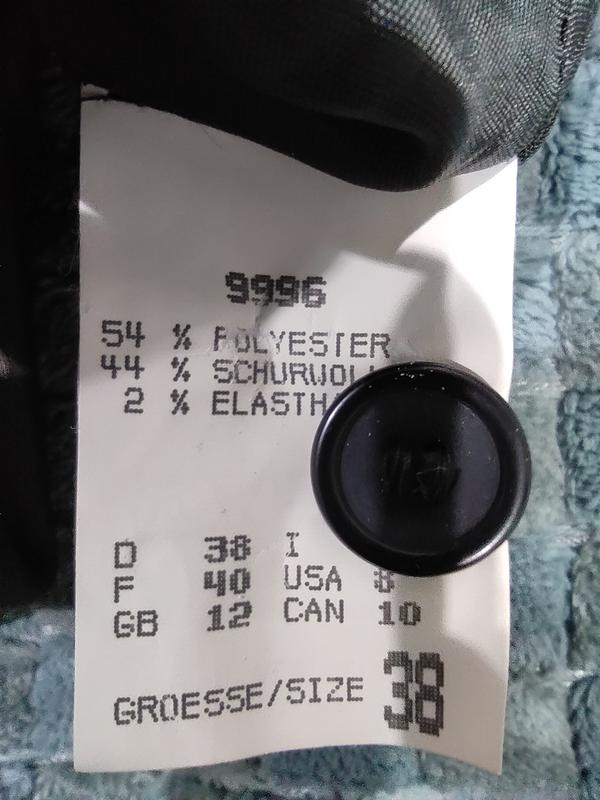 9996
54 % POLYESTER
44 % SCHURWOL
2 % ELASTH
D 38 I
F 40 USA 8
GB 12 CAN 10
GROESSE/SIZE 38